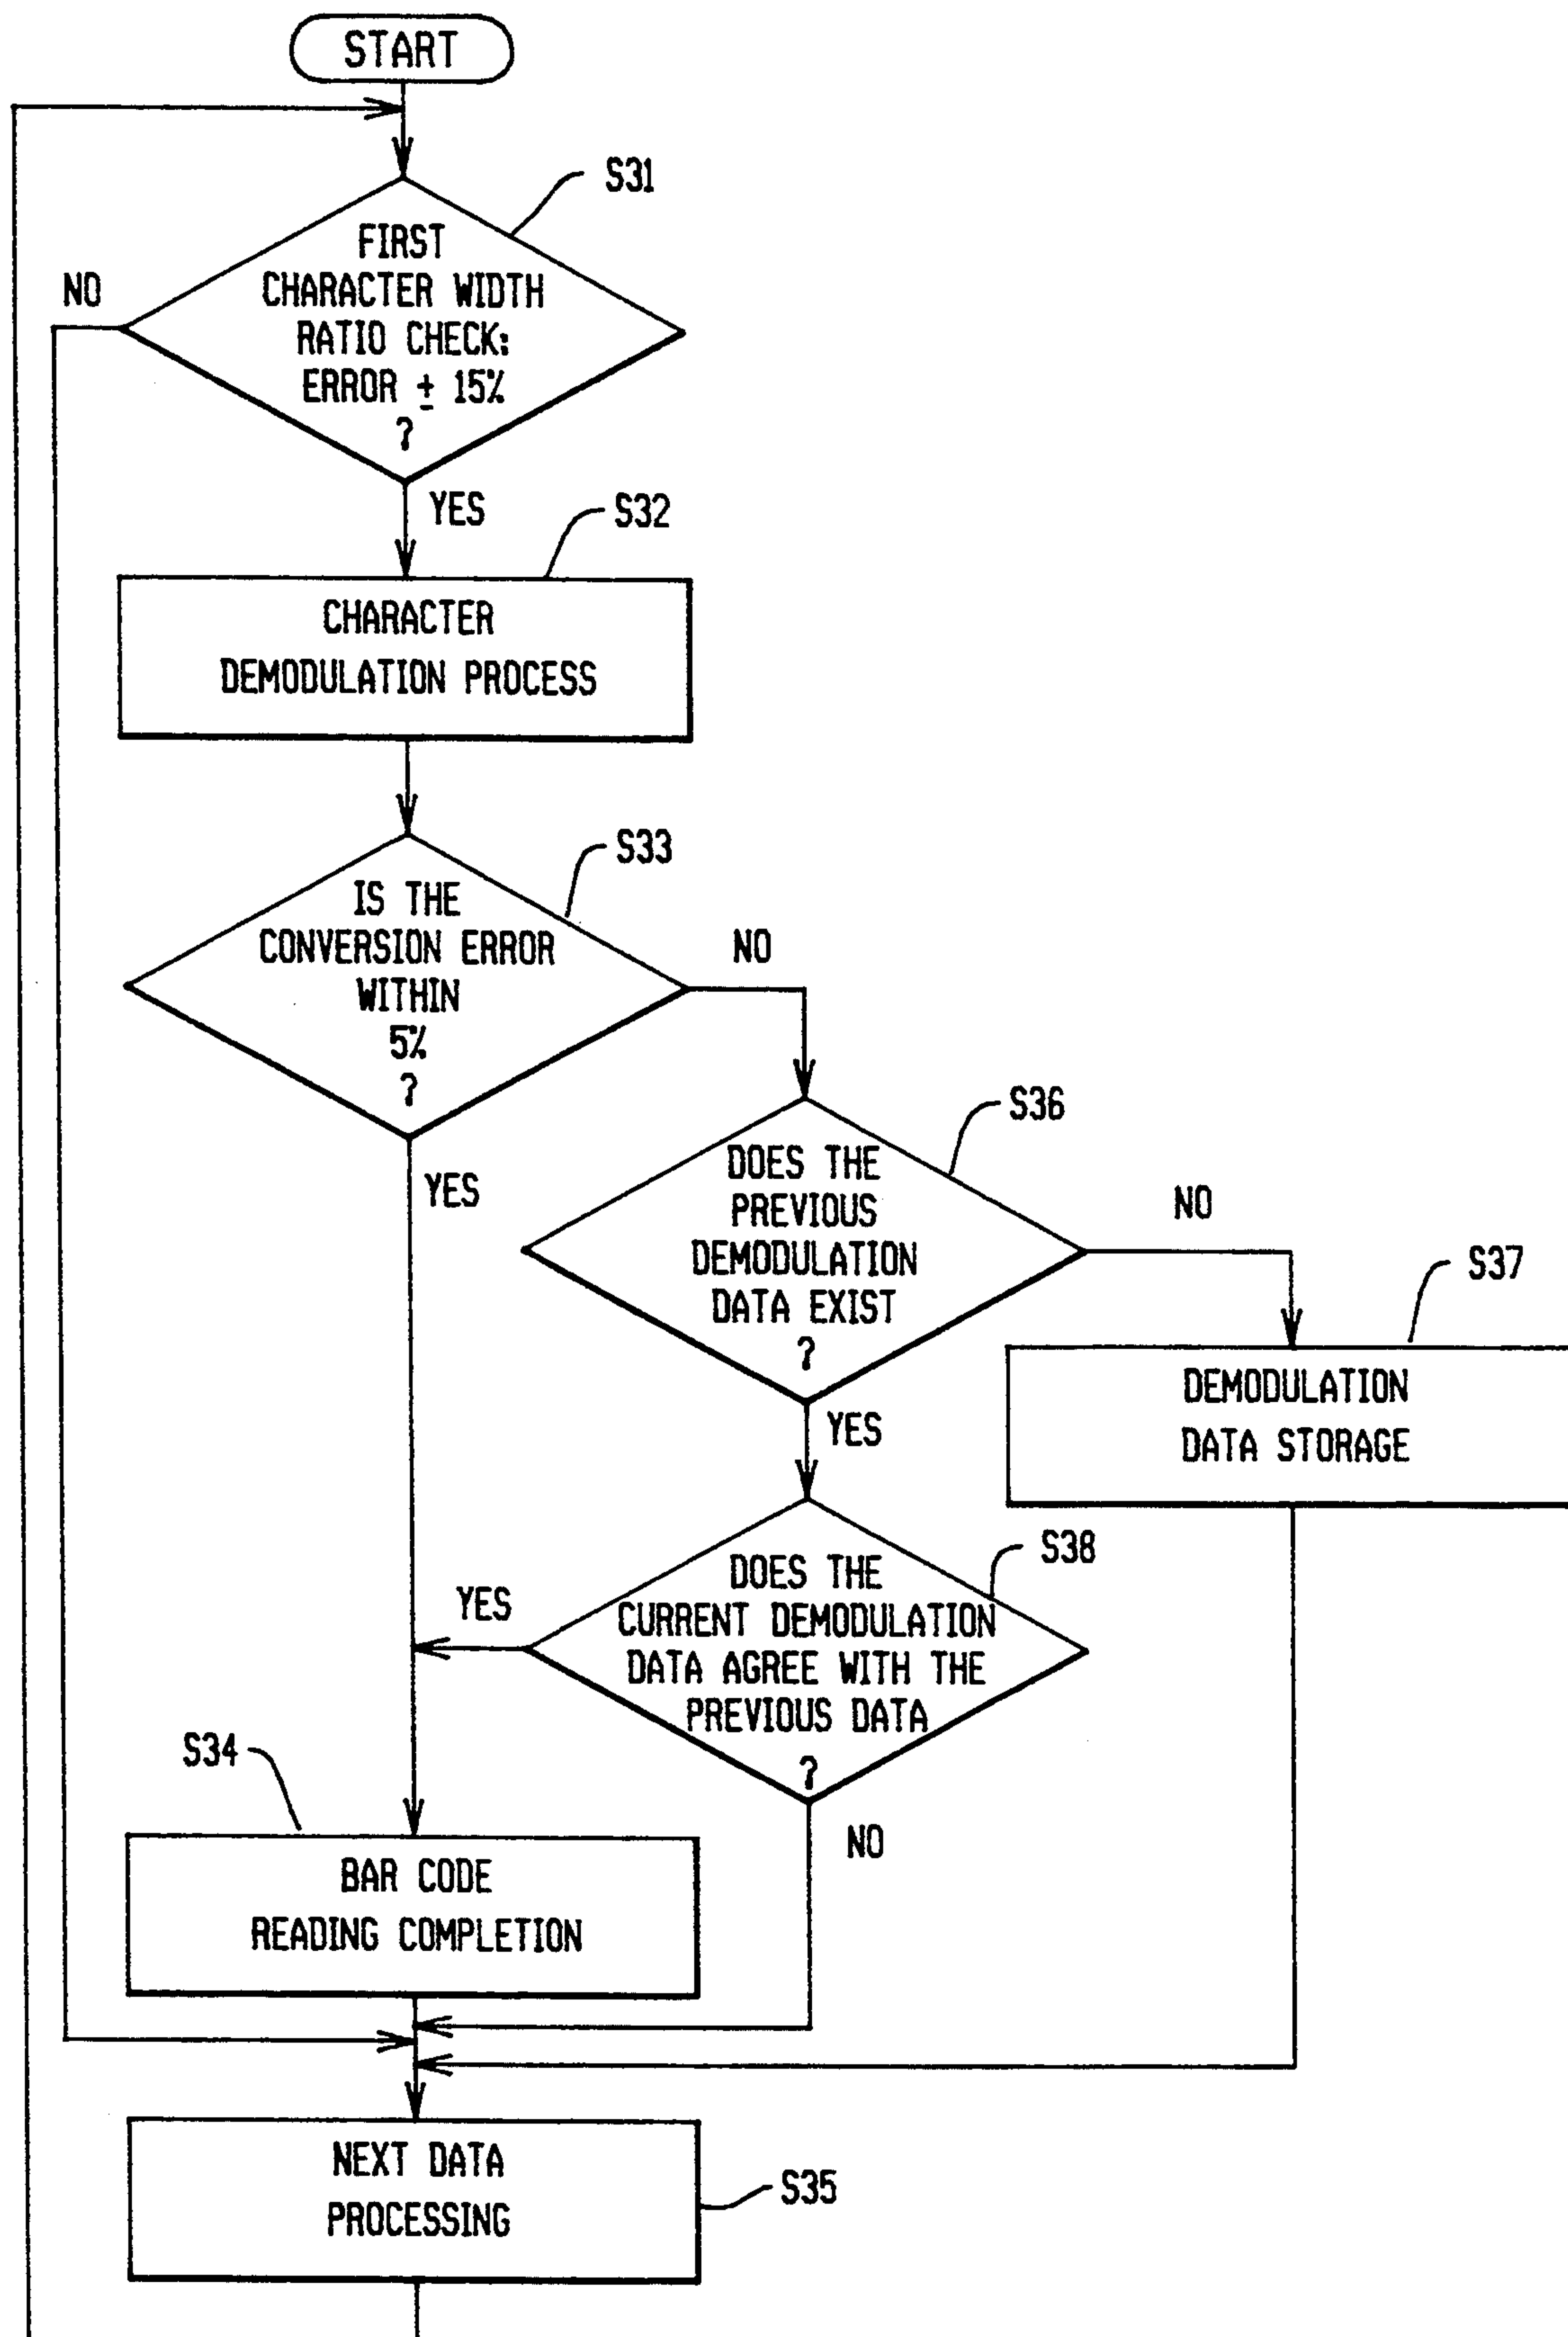 START
S31
FIRST
CHARACTER WIDTH
RATIO CHECK:
ERROR ± 15%
?
NO
YES
S32
CHARACTER
DEMODULATION PROCESS
S33
IS THE
CONVERSION ERROR
WITHIN
5%
?
NO
YES
S36
DOES THE
PREVIOUS
DEMODULATION
DATA EXIST
?
NO
YES
S37
DEMODULATION
DATA STORAGE
S38
DOES THE
CURRENT DEMODULATION
DATA AGREE WITH THE
PREVIOUS DATA
?
YES
NO
S34
BAR CODE
READING COMPLETION
NEXT DATA
PROCESSING
S35